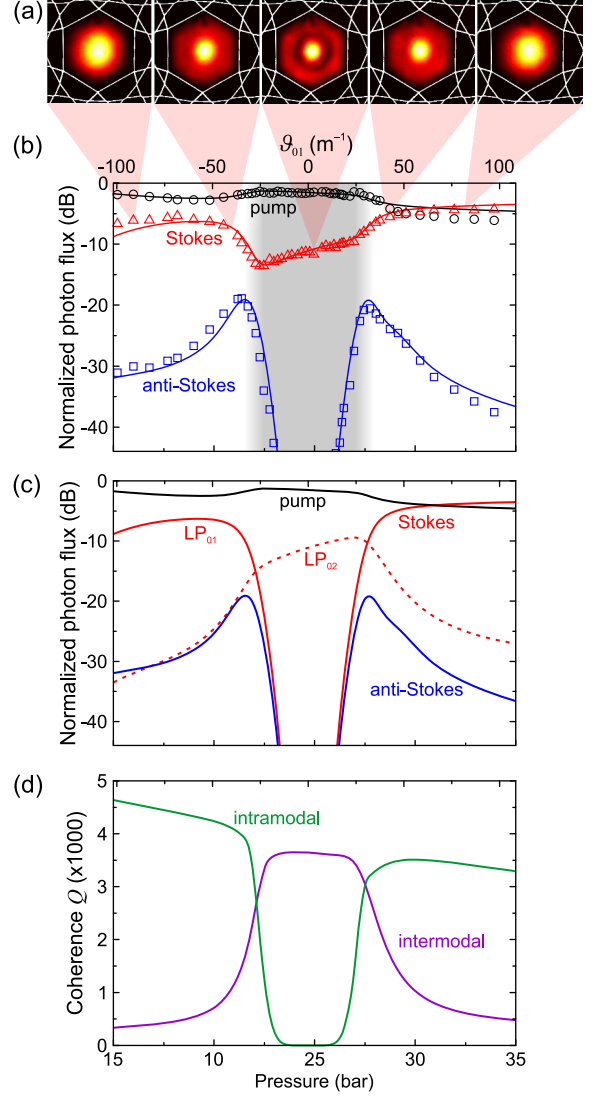 (a)
(b)
𝜗01 (m−1)
-100 -50 0 50 100
0
-10
-20
-30
-40
Normalized photon flux (dB)
pump
Stokes
anti-Stokes
(c)
0
-10
-20
-30
-40
Normalized photon flux (dB)
pump
LP01
LP02
Stokes
anti-Stokes
(d)
5
4
3
2
1
0
Coherence Q (x1000)
intramodal
intermodal
15 10 25 30 35
Pressure (bar)